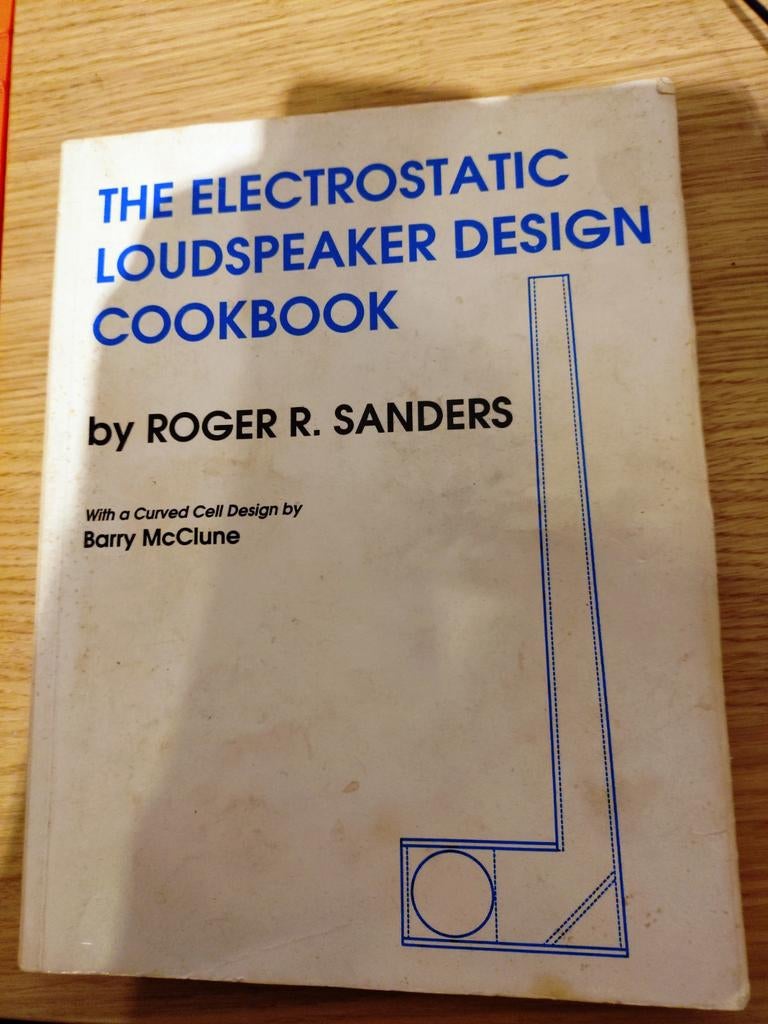 THE ELECTROSTATIC
LOUDSPEAKER DESIGN
COOKBOOK
by ROGER R. SANDERS
With a Curved Cell Design by
Barry McClune